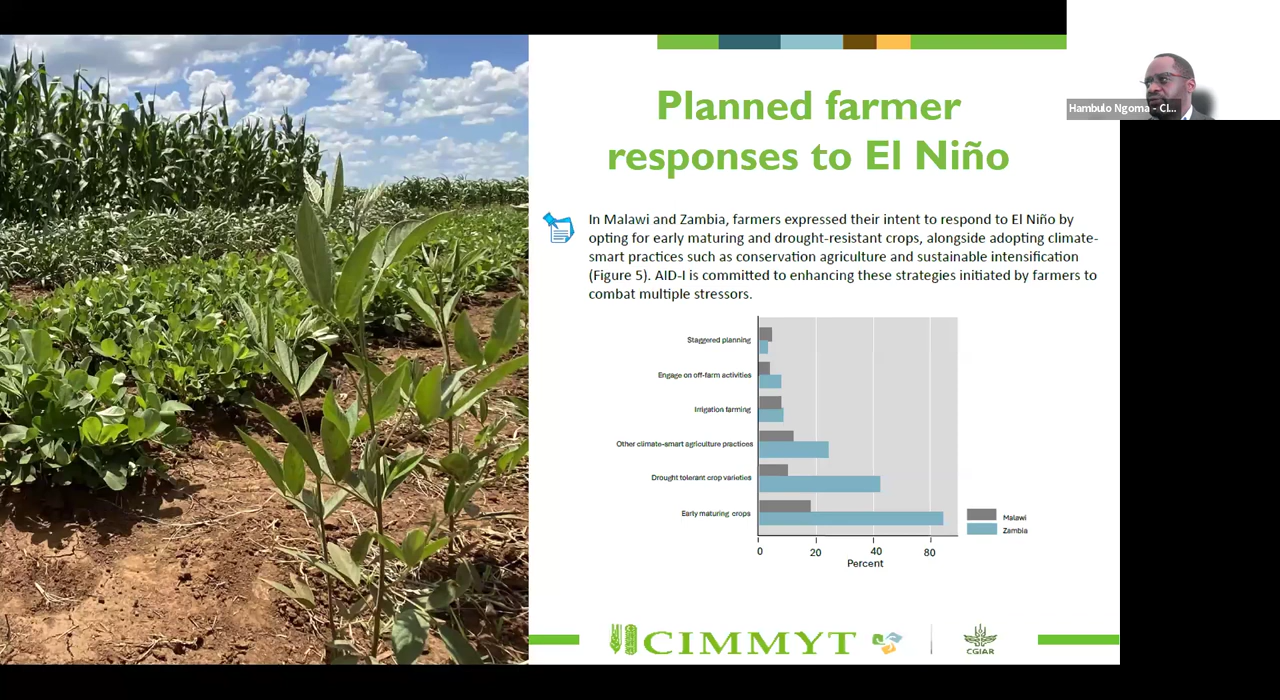 Planned farmer
responses to El Niño
Hambulo Ngoma - CI...
In Malawi and Zambia, farmers expressed their intent to respond to El Niño by
opting for early maturing and drought-resistant crops, alongside adopting climate-
smart practices such as conservation agriculture and sustainable intensification
(Figure 5). AID-I is committed to enhancing these strategies initiated by farmers to
combat multiple stressors.
Staggered planning
Engage on off-farm activities
Irrigation farming
Other climate-smart agriculture practices
Drought tolerant crop varieties
Early maturing crops
Malawi
Zambia
0 20 40 80
Percent
CIMMYT
CGIAR